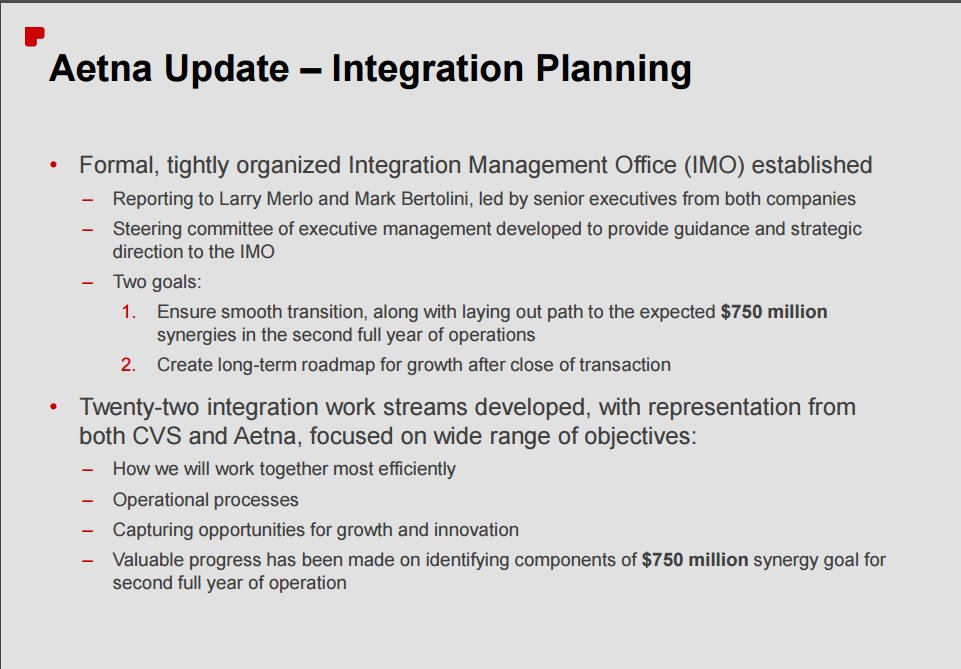 Aetna Update – Integration Planning
• Formal, tightly organized Integration Management Office (IMO) established
– Reporting to Larry Merlo and Mark Bertolini, led by senior executives from both companies
– Steering committee of executive management developed to provide guidance and strategic
direction to the IMO
– Two goals:
1. Ensure smooth transition, along with laying out path to the expected $750 million
synergies in the second full year of operations
2. Create long-term roadmap for growth after close of transaction
• Twenty-two integration work streams developed, with representation from
both CVS and Aetna, focused on wide range of objectives:
– How we will work together most efficiently
– Operational processes
– Capturing opportunities for growth and innovation
– Valuable progress has been made on identifying components of $750 million synergy goal for
second full year of operation